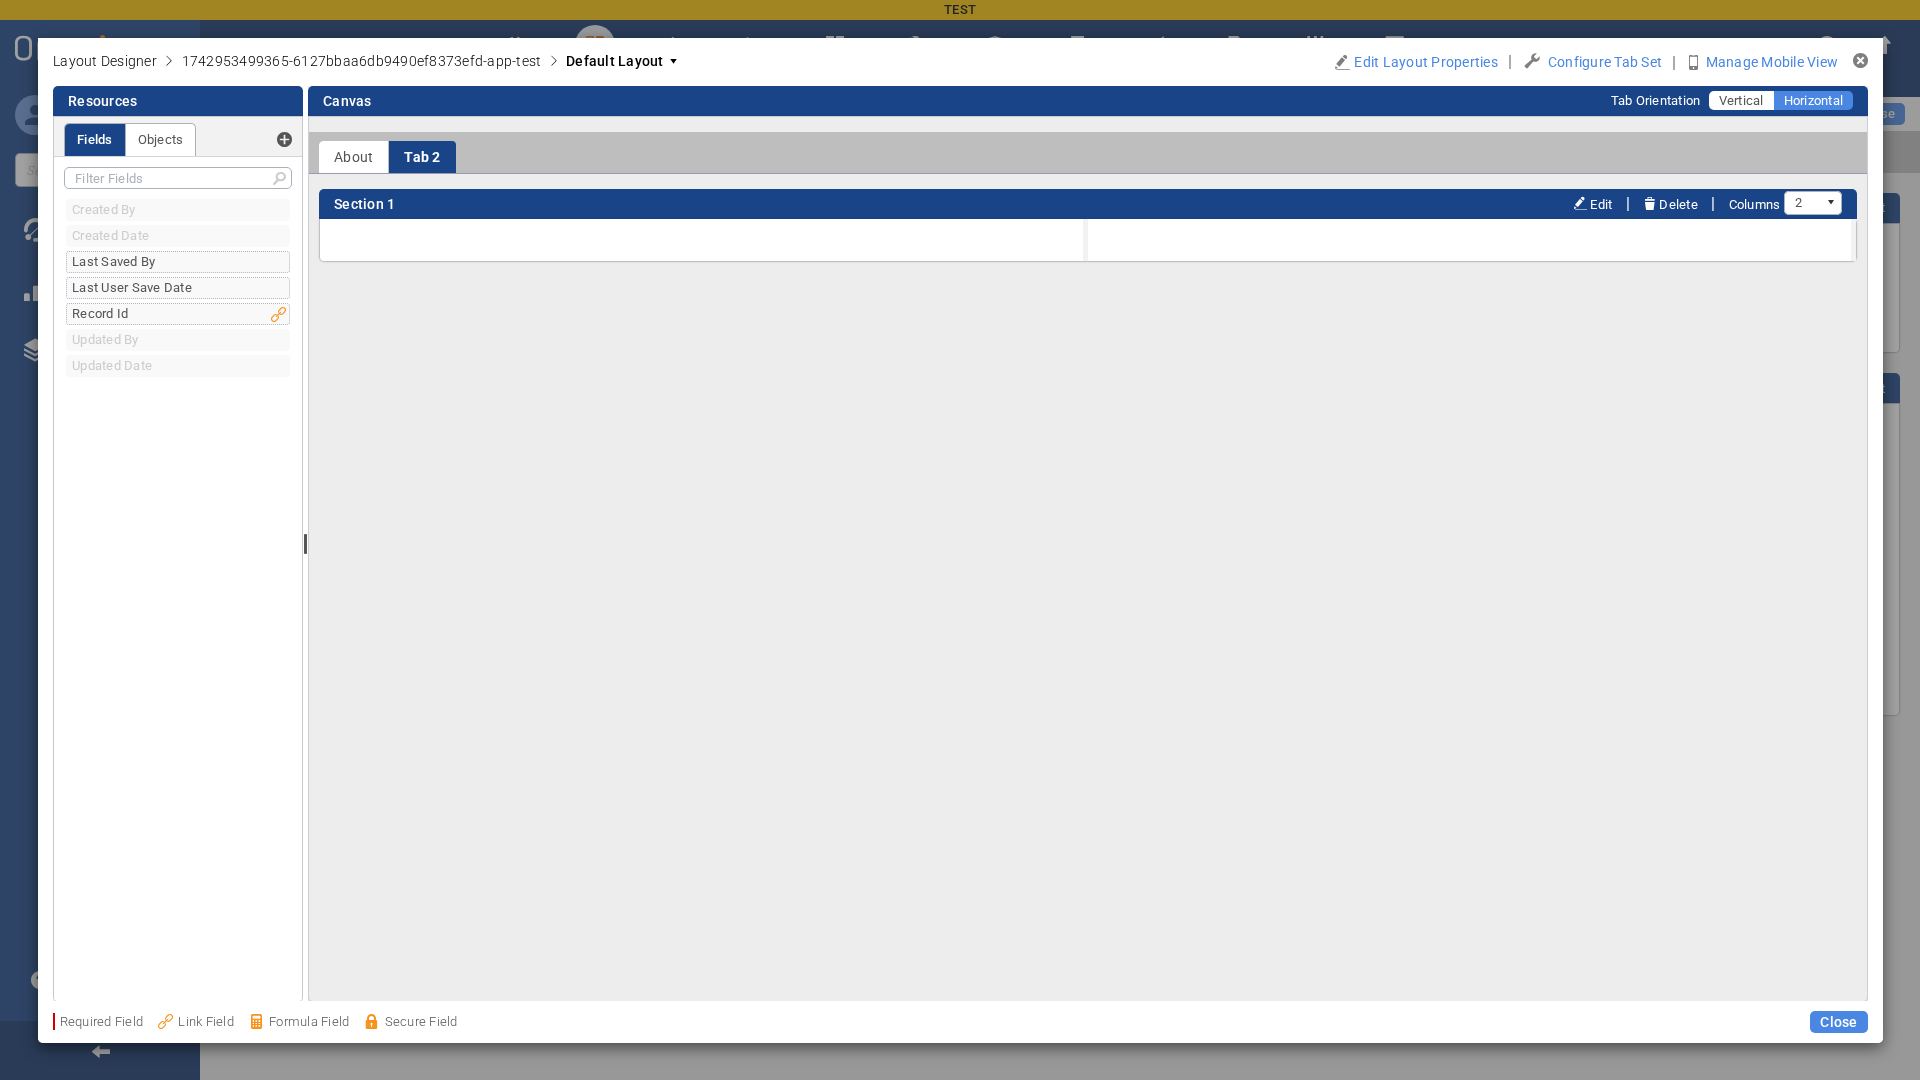 TEST
Layout Designer > 1742953499365-6127bbaa6db9490ef8373efd-app-test > Default Layout
Edit Layout Properties | Configure Tab Set | Manage Mobile View
Resources
Canvas
Tab Orientation Vertical Horizontal
Fields Objects
About Tab 2
Filter Fields
Section 1
Edit | Delete | Columns 2
Created By
Created Date
Last Saved By
Last User Save Date
Record Id
Updated By
Updated Date
Required Field Link Field Formula Field Secure Field
Close